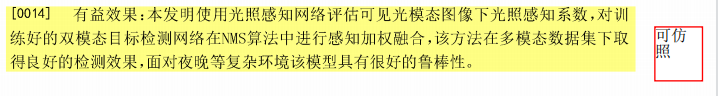 [0014] 有益效果:本发明使用光照感知网络评估可见光模态图像下光照感知系数,对训
练好的双模态目标检测网络在NMS算法中进行感知加权融合,该方法在多模态数据集下取
得良好的检测效果,面对夜晚等复杂环境该模型具有很好的鲁棒性。
可仿
照